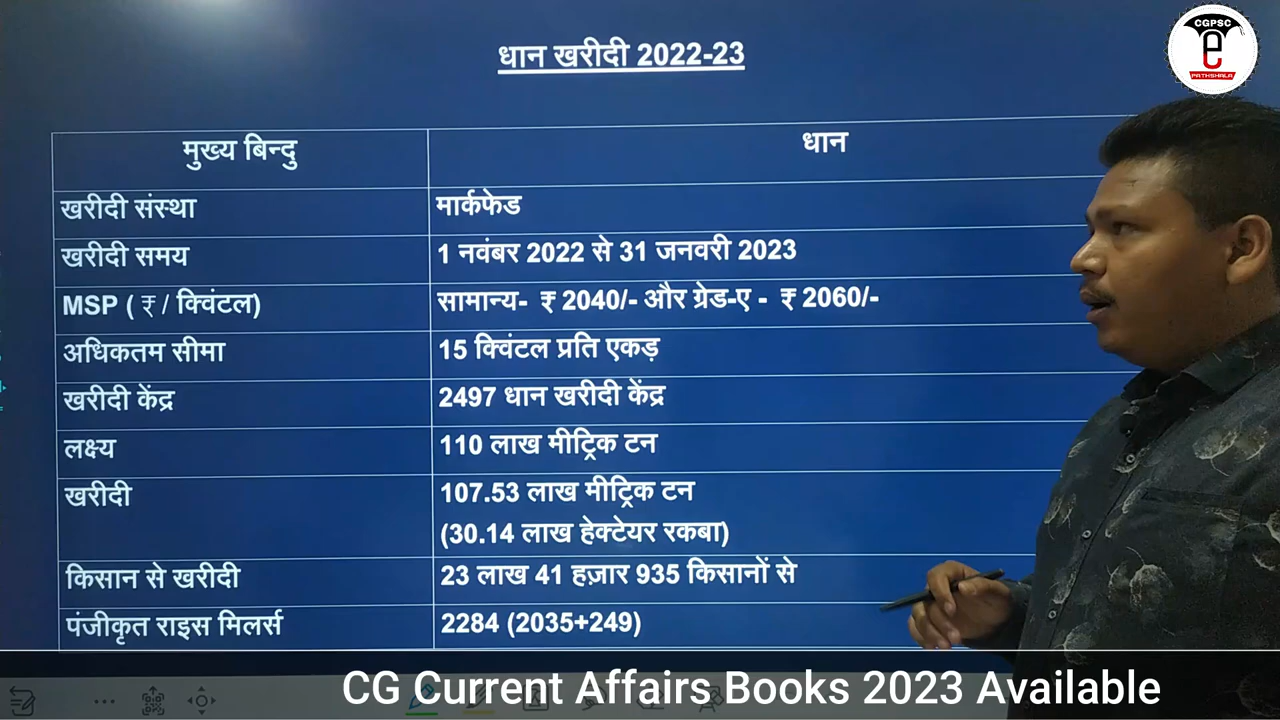 CGPSC
e
PATHSHALA
धान खरीदी 2022-23
मुख्य बिन्दु धान
खरीदी संस्था मार्कफेड
खरीदी समय 1 नवंबर 2022 से 31 जनवरी 2023
MSP ( ₹ / क्विंटल) सामान्य- ₹ 2040/- और ग्रेड-ए - ₹ 2060/-
अधिकतम सीमा 15 क्विंटल प्रति एकड़
खरीदी केंद्र 2497 धान खरीदी केंद्र
लक्ष्य 110 लाख मीट्रिक टन
खरीदी 107.53 लाख मीट्रिक टन
(30.14 लाख हेक्टेयर रकबा)
किसान से खरीदी 23 लाख 41 हज़ार 935 किसानों से
पंजीकृत राइस मिलर्स 2284 (2035+249)
CG Current Affairs Books 2023 Available